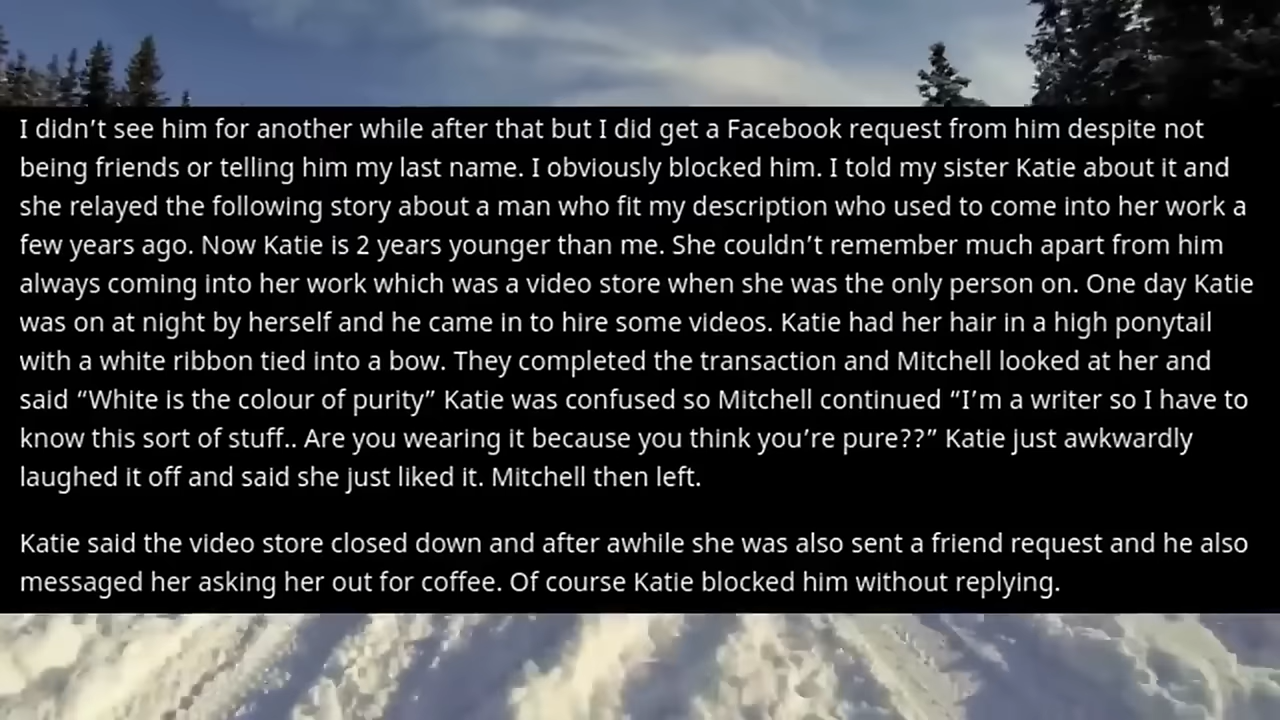 I didn’t see him for another while after that but I did get a Facebook request from him despite not
being friends or telling him my last name. I obviously blocked him. I told my sister Katie about it and
she relayed the following story about a man who fit my description who used to come into her work a
few years ago. Now Katie is 2 years younger than me. She couldn’t remember much apart from him
always coming into her work which was a video store when she was the only person on. One day Katie
was on at night by herself and he came in to hire some videos. Katie had her hair in a high ponytail
with a white ribbon tied into a bow. They completed the transaction and Mitchell looked at her and
said “White is the colour of purity” Katie was confused so Mitchell continued “I’m a writer so I have to
know this sort of stuff.. Are you wearing it because you think you’re pure??” Katie just awkwardly
laughed it off and said she just liked it. Mitchell then left.
Katie said the video store closed down and after awhile she was also sent a friend request and he also
messaged her asking her out for coffee. Of course Katie blocked him without replying.